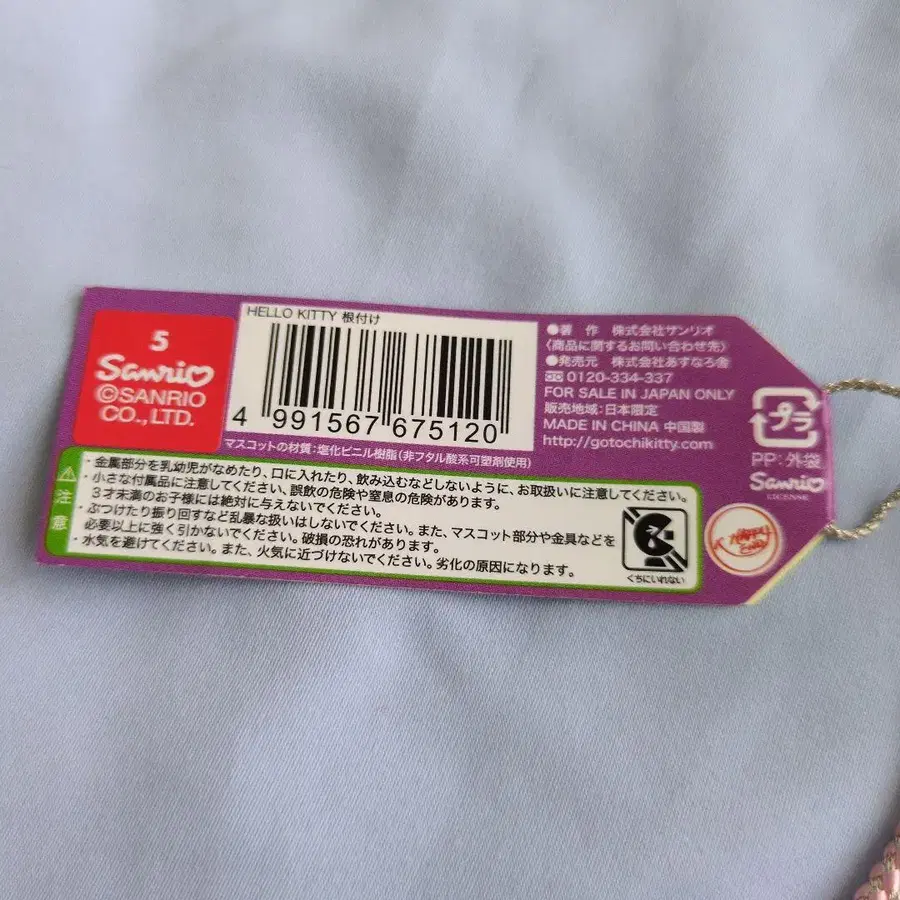 5
Sanrio
©SANRIO
CO., LTD.
HELLO KITTY 根付け
4 991567 675120
マスコットの材質:塩化ビニル樹脂(非フタル酸系可塑剤使用)
●著 作 株式会社サンリオ
〈商品に関するお問い合わせ先〉
●発売元 株式会社あすなろ舎
0120-334-337
FOR SALE IN JAPAN ONLY
販売地域:日本限定
MADE IN CHINA 中国製
http://gotochikitty.com
プラ
PP:外袋
Sanrio
LICENSE
注意
・金属部分を乳幼児がなめたり、口に入れたり、飲み込むなどしないように、お取扱いに注意してください。
・小さな付属品に注意してください。誤飲の危険や窒息の危険があります。
3才未満のお子様には絶対に与えないでください。
・ぶつけたり振り回すなど乱暴な扱いはしないでください。また、マスコット部分や金具などを
必要以上に強く引かないでください。破損の恐れがあります。
・水気を避けてください。また、火気に近づけないでください。劣化の原因になります。
くちにいれない